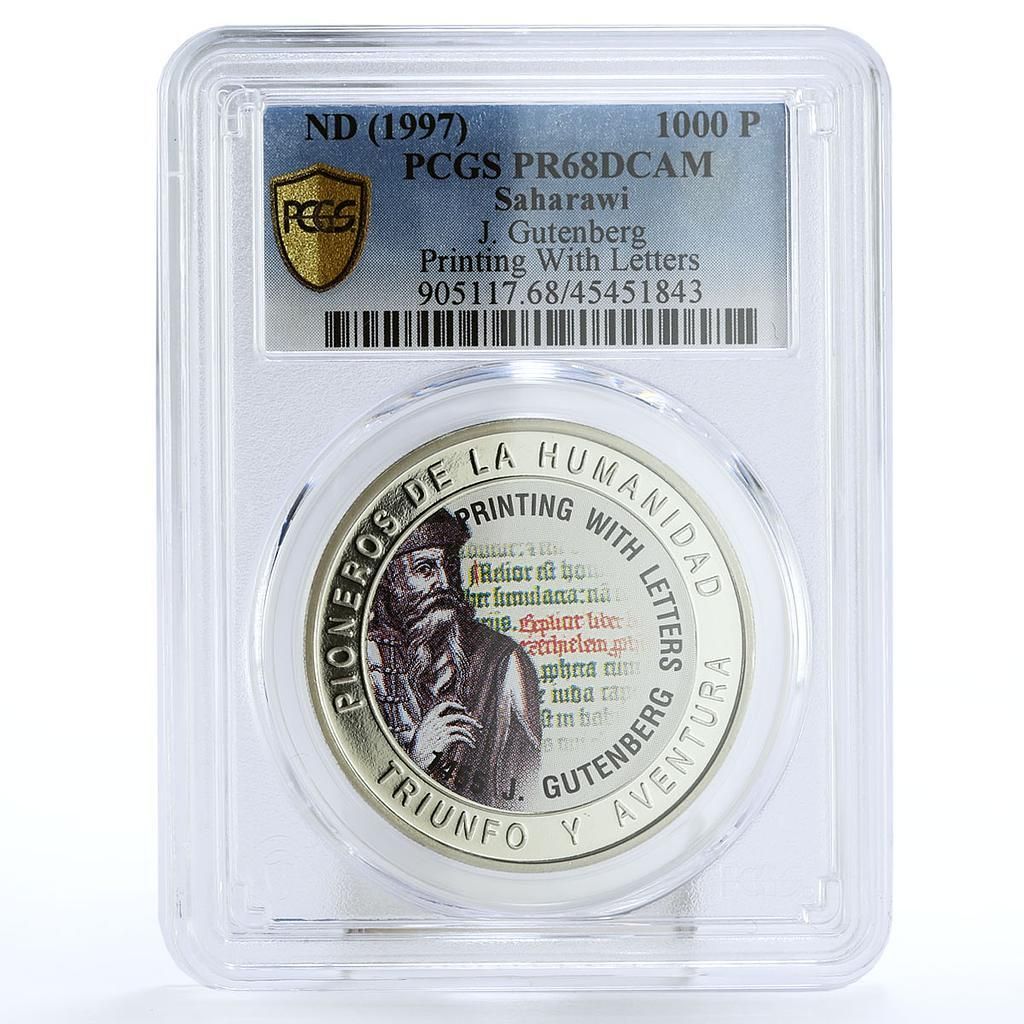 ND (1997) 1000 P
PCGS PR68DCAM
Saharawi
J. Gutenberg
Printing With Letters
905117.68/45451843
PCGS
PIONEROS DE LA HUMANIDAD
TRIUNFO Y AVENTURA
PRINTING WITH LETTERS
J. GUTENBERG